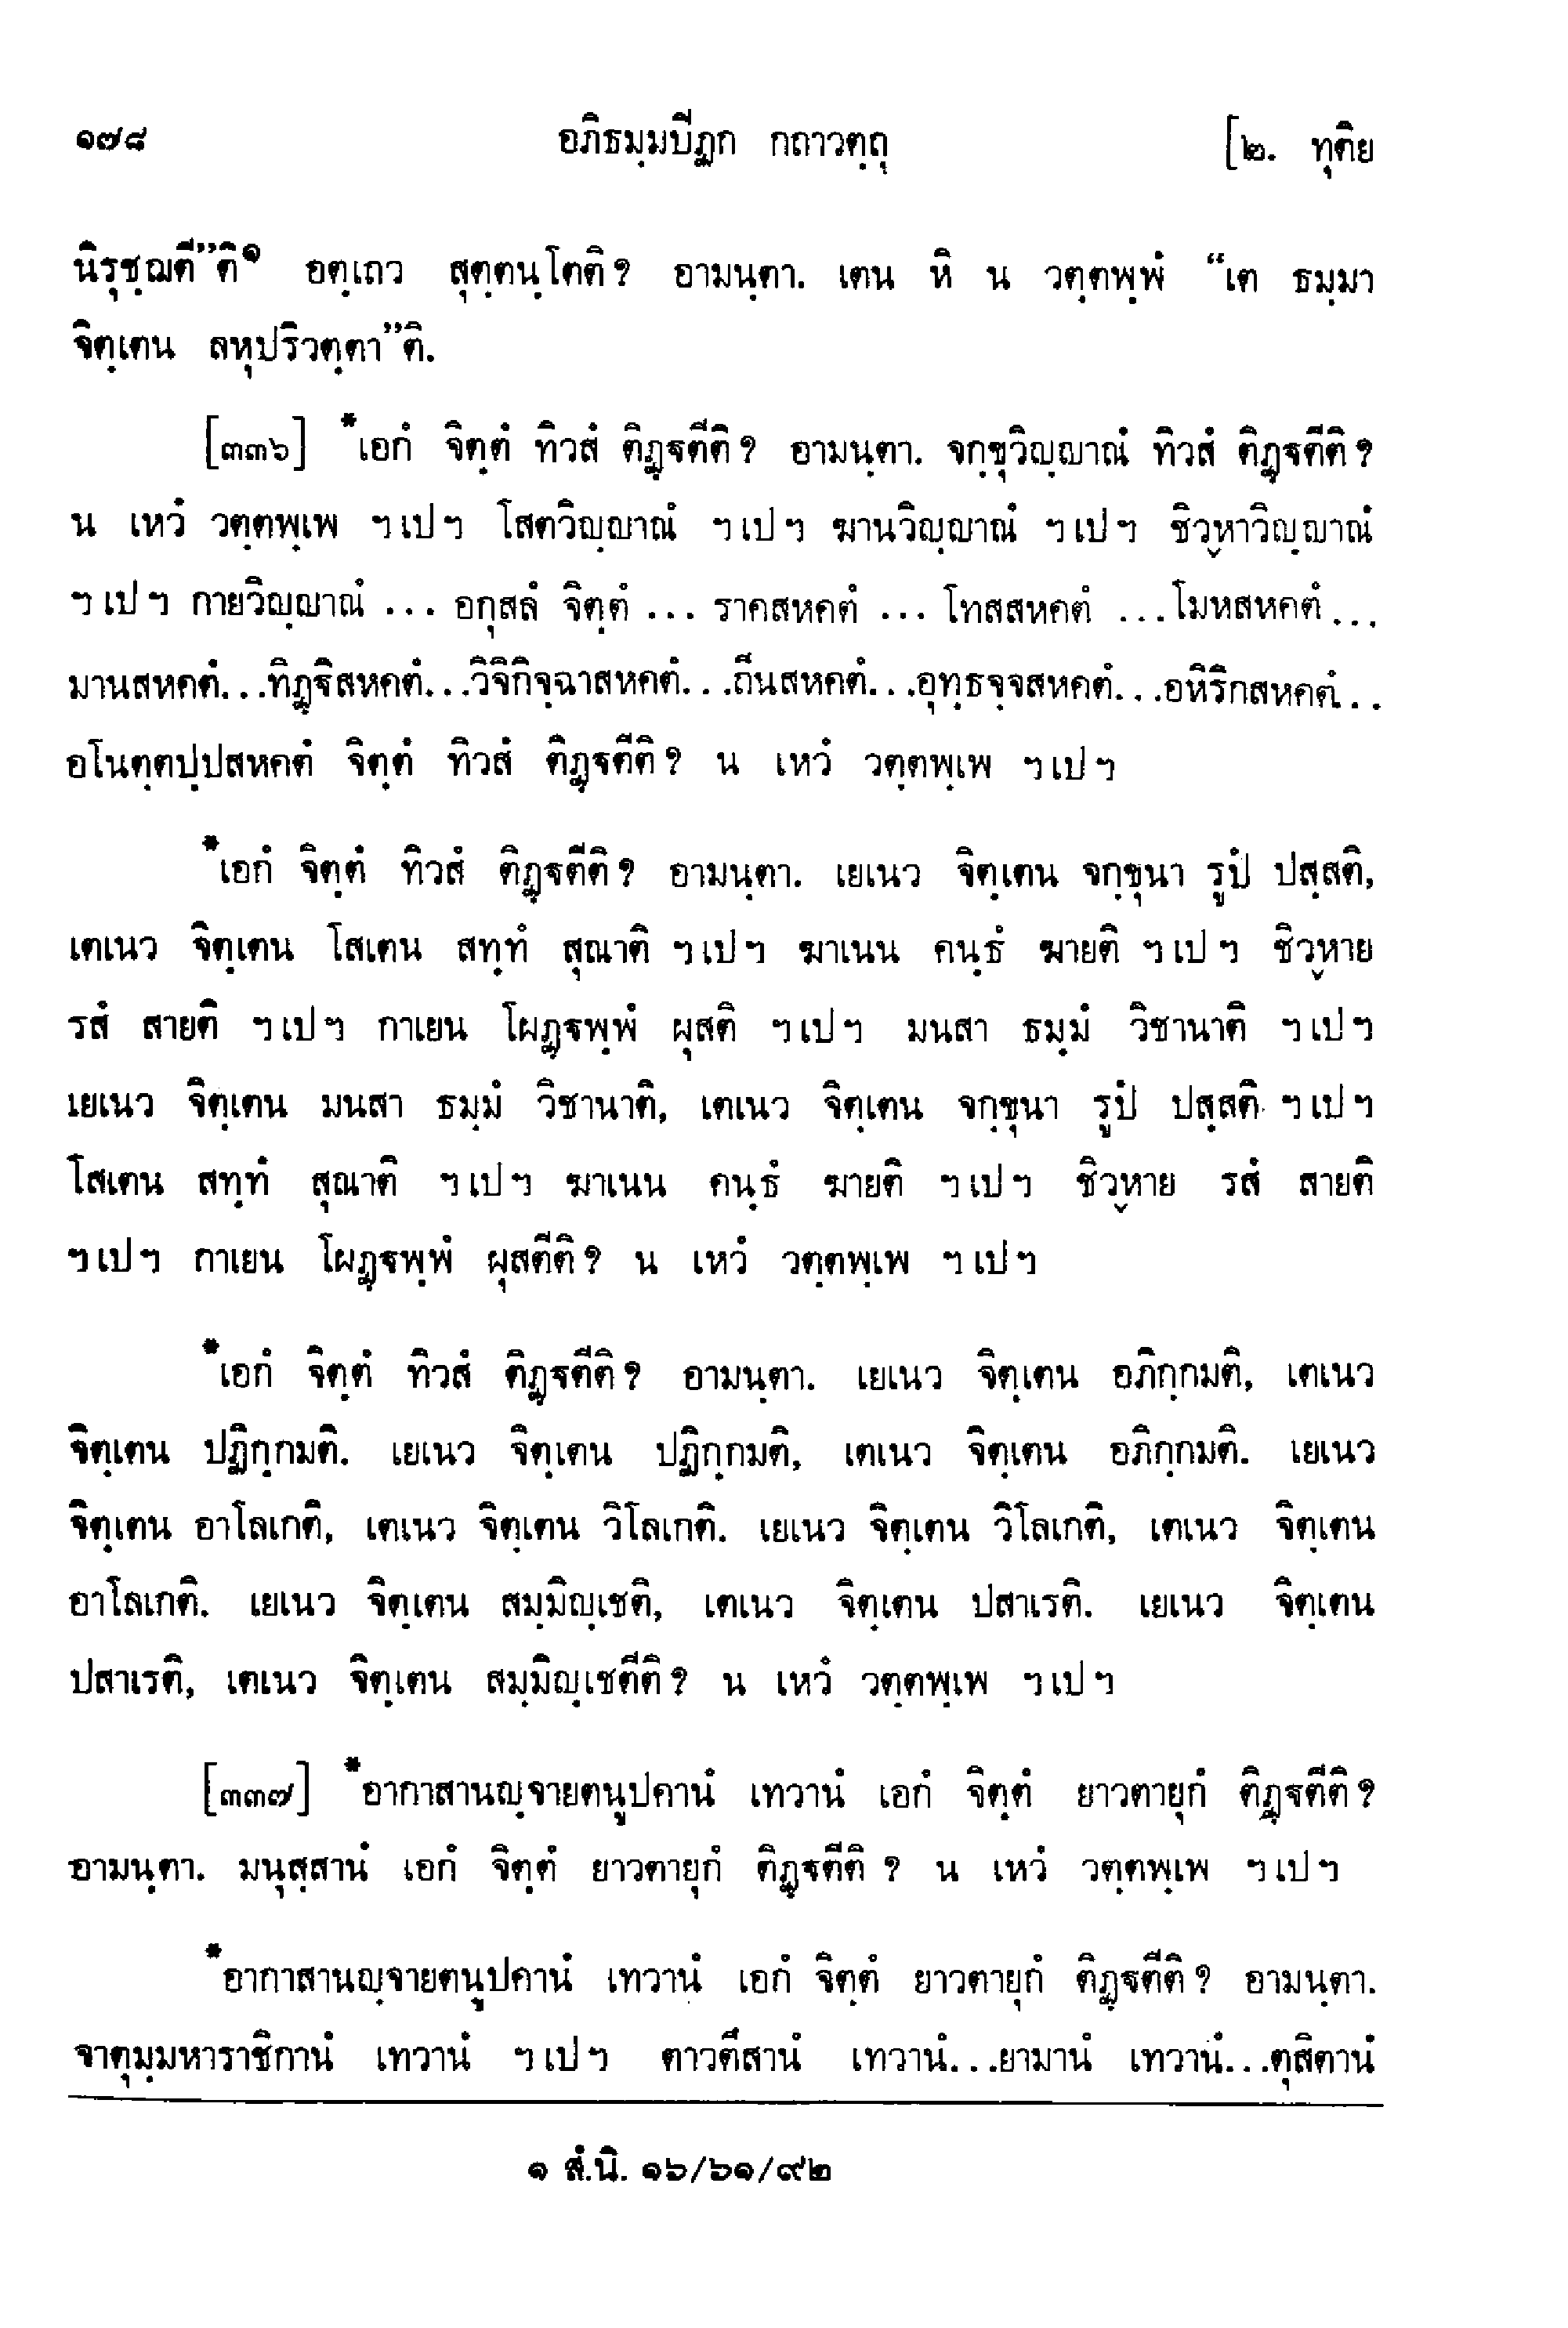 ๑๗๘ อภิธมฺมปิฏก กถาวตฺถุ [๒. ทุติย
นิรุชฺฌตี”ติ๑ อตฺเถว สุตฺตนฺโตติ? อามนฺตา. เตน หิ น วตฺตพฺพํ “เต ธมฺมา
จิตฺเตน ลหุปริวตฺตา”ติ.
[๓๓๖] *เอกํ จิตฺตํ ทิวสํ ติฏฺฐตีติ? อามนฺตา. จกฺขุวิญฺญาณํ ทิวสํ ติฏฺฐตีติ?
น เหวํ วตฺตพฺเพ ฯเปฯ โสตวิญฺญาณํ ฯเปฯ ฆานวิญฺญาณํ ฯเปฯ ชิวฺหาวิญฺญาณํ
ฯเปฯ กายวิญฺญาณํ ... อกุสลํ จิตฺตํ ... ราคสหคตํ ... โทสสหคตํ ...โมหสหคตํ...
มานสหคตํ...ทิฏฺฐิสหคตํ...วิจิกิจฺฉาสหคตํ...ถีนสหคตํ...อุทฺธจฺจสหคตํ...อหิริกสหคตํ...
อโนตฺตปฺปสหคตํ จิตฺตํ ทิวสํ ติฏฺฐตีติ? น เหวํ วตฺตพฺเพ ฯเปฯ
*เอกํ จิตฺตํ ทิวสํ ติฏฺฐตีติ? อามนฺตา. เยเนว จิตฺเตน จกฺขุนา รูปํ ปสฺสติ,
เตเนว จิตฺเตน โสเตน สทฺทํ สุณาติ ฯเปฯ ฆาเนน คนฺธํ ฆายติ ฯเปฯ ชิวฺหาย
รสํ สายติ ฯเปฯ กาเยน โผฏฺฐพฺพํ ผุสติ ฯเปฯ มนสา ธมฺมํ วิชานาติ ฯเปฯ
เยเนว จิตฺเตน มนสา ธมฺมํ วิชานาติ, เตเนว จิตฺเตน จกฺขุนา รูปํ ปสฺสติ ฯเปฯ
โสเตน สทฺทํ สุณาติ ฯเปฯ ฆาเนน คนฺธํ ฆายติ ฯเปฯ ชิวฺหาย รสํ สายติ
ฯเปฯ กาเยน โผฏฺฐพฺพํ ผุสตีติ? น เหวํ วตฺตพฺเพ ฯเปฯ
*เอกํ จิตฺตํ ทิวสํ ติฏฺฐตีติ? อามนฺตา. เยเนว จิตฺเตน อภิกฺกมติ, เตเนว
จิตฺเตน ปฏิกฺกมติ. เยเนว จิตฺเตน ปฏิกฺกมติ, เตเนว จิตฺเตน อภิกฺกมติ. เยเนว
จิตฺเตน อาโลเกติ, เตเนว จิตฺเตน วิโลเกติ. เยเนว จิตฺเตน วิโลเกติ, เตเนว จิตฺเตน
อาโลเกติ. เยเนว จิตฺเตน สมฺมิญฺเชติ, เตเนว จิตฺเตน ปสาเรติ. เยเนว จิตฺเตน
ปสาเรติ, เตเนว จิตฺเตน สมฺมิญฺเชตีติ? น เหวํ วตฺตพฺเพ ฯเปฯ
[๓๓๗] *อากาสานญฺจายตนูปคานํ เทวานํ เอกํ จิตฺตํ ยาวตายุกํ ติฏฺฐตีติ?
อามนฺตา. มนุสฺสานํ เอกํ จิตฺตํ ยาวตายุกํ ติฏฺฐตีติ ? น เหวํ วตฺตพฺเพ ฯเปฯ
*อากาสานญฺจายตนูปคานํ เทวานํ เอกํ จิตฺตํ ยาวตายุกํ ติฏฺฐตีติ? อามนฺตา.
จาตุมฺมหาราชิกานํ เทวานํ ฯเปฯ ตาวตึสานํ เทวานํ...ยามานํ เทวานํ...ตุสิตานํ
๑ สํ.นิ. ๑๖/๖๑/๙๒